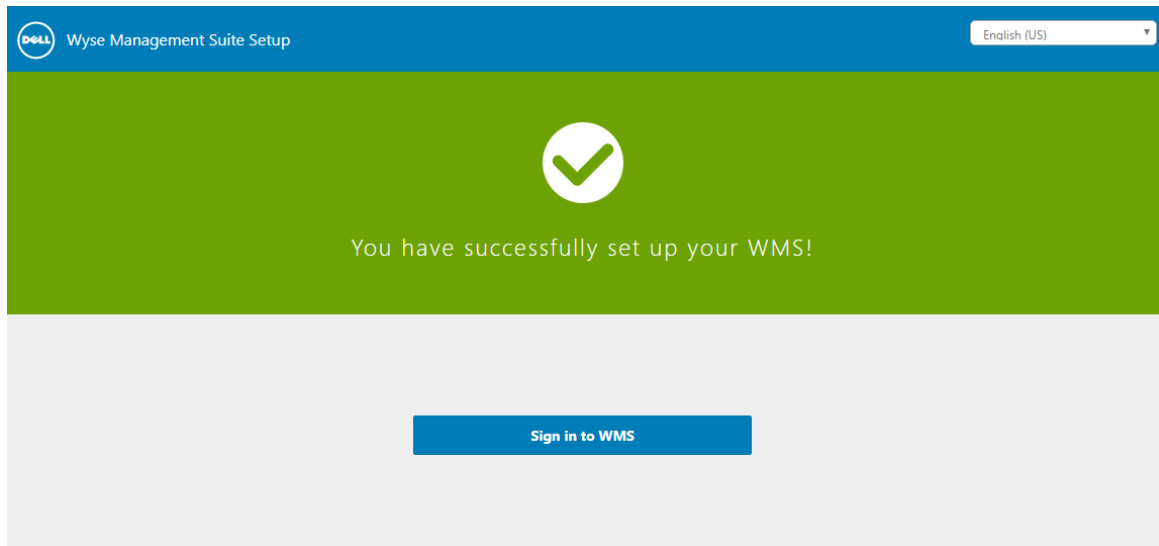 DELL
Wyse Management Suite Setup
English (US)
You have successfully set up your WMS!
Sign in to WMS